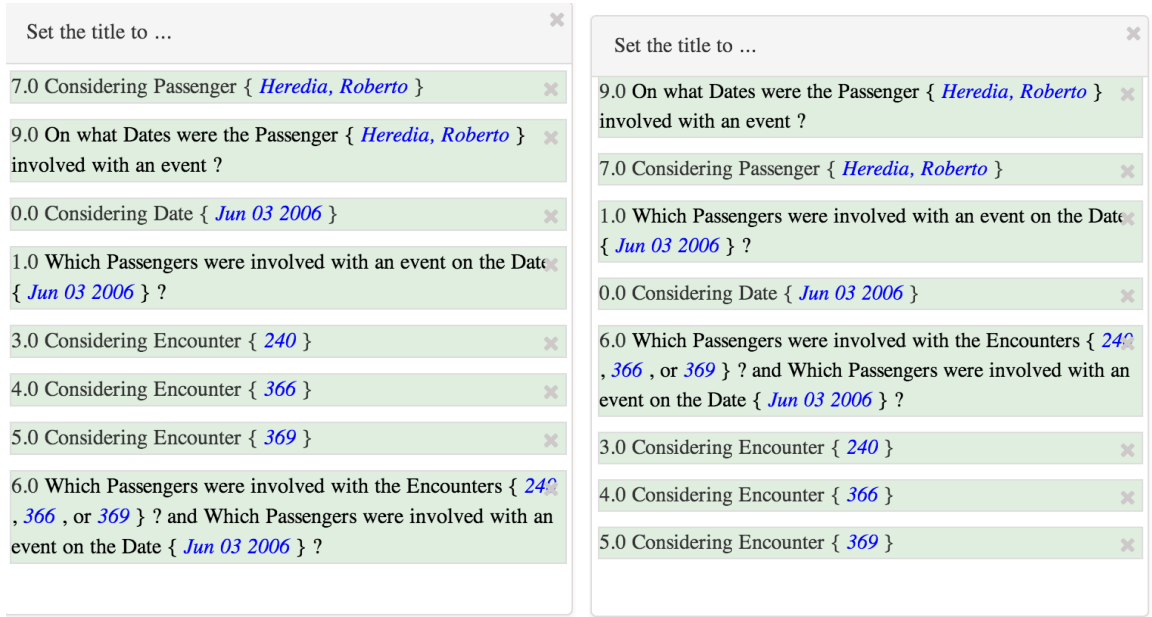 Set the title to ...
7.0 Considering Passenger { Heredia, Roberto }
9.0 On what Dates were the Passenger { Heredia, Roberto }
involved with an event ?
0.0 Considering Date { Jun 03 2006 }
1.0 Which Passengers were involved with an event on the Date
{ Jun 03 2006 } ?
3.0 Considering Encounter { 240 }
4.0 Considering Encounter { 366 }
5.0 Considering Encounter { 369 }
6.0 Which Passengers were involved with the Encounters { 240
, 366 , or 369 } ? and Which Passengers were involved with an
event on the Date { Jun 03 2006 } ?
Set the title to ...
9.0 On what Dates were the Passenger { Heredia, Roberto }
involved with an event ?
7.0 Considering Passenger { Heredia, Roberto }
1.0 Which Passengers were involved with an event on the Date
{ Jun 03 2006 } ?
0.0 Considering Date { Jun 03 2006 }
6.0 Which Passengers were involved with the Encounters { 240
, 366 , or 369 } ? and Which Passengers were involved with an
event on the Date { Jun 03 2006 } ?
3.0 Considering Encounter { 240 }
4.0 Considering Encounter { 366 }
5.0 Considering Encounter { 369 }